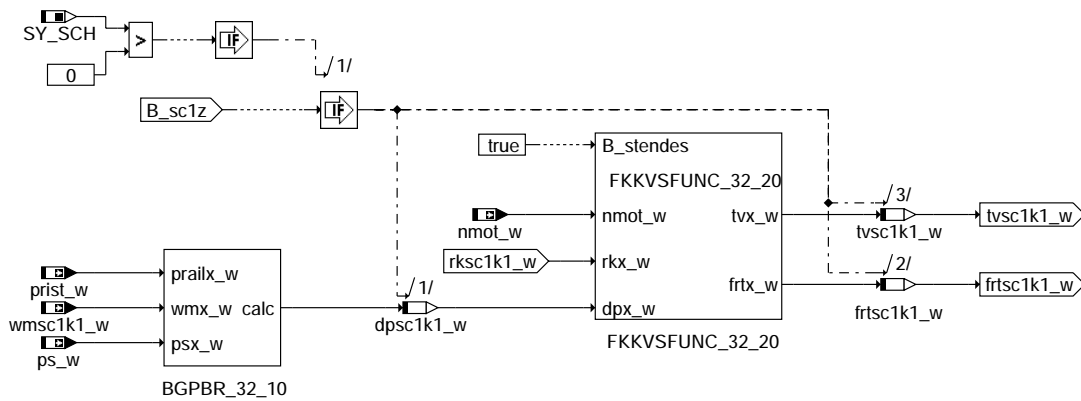 SY_SCH
>
IF
/1/
0
B_sc1z
IF
true
B_stendes
FKKVSFUNC_32_20
/3/
nmot_w
nmot_w
tvx_w
tvsc1k1_w
tvsc1k1_w
rksc1k1_w
rkx_w
prist_w
prailx_w
/1/
/2/
wmsc1k1_w
wmx_w
calc
dpsc1k1_w
dpx_w
frtx_w
frtsc1k1_w
frtsc1k1_w
ps_w
psx_w
FKKVSFUNC_32_20
BGPBR_32_10